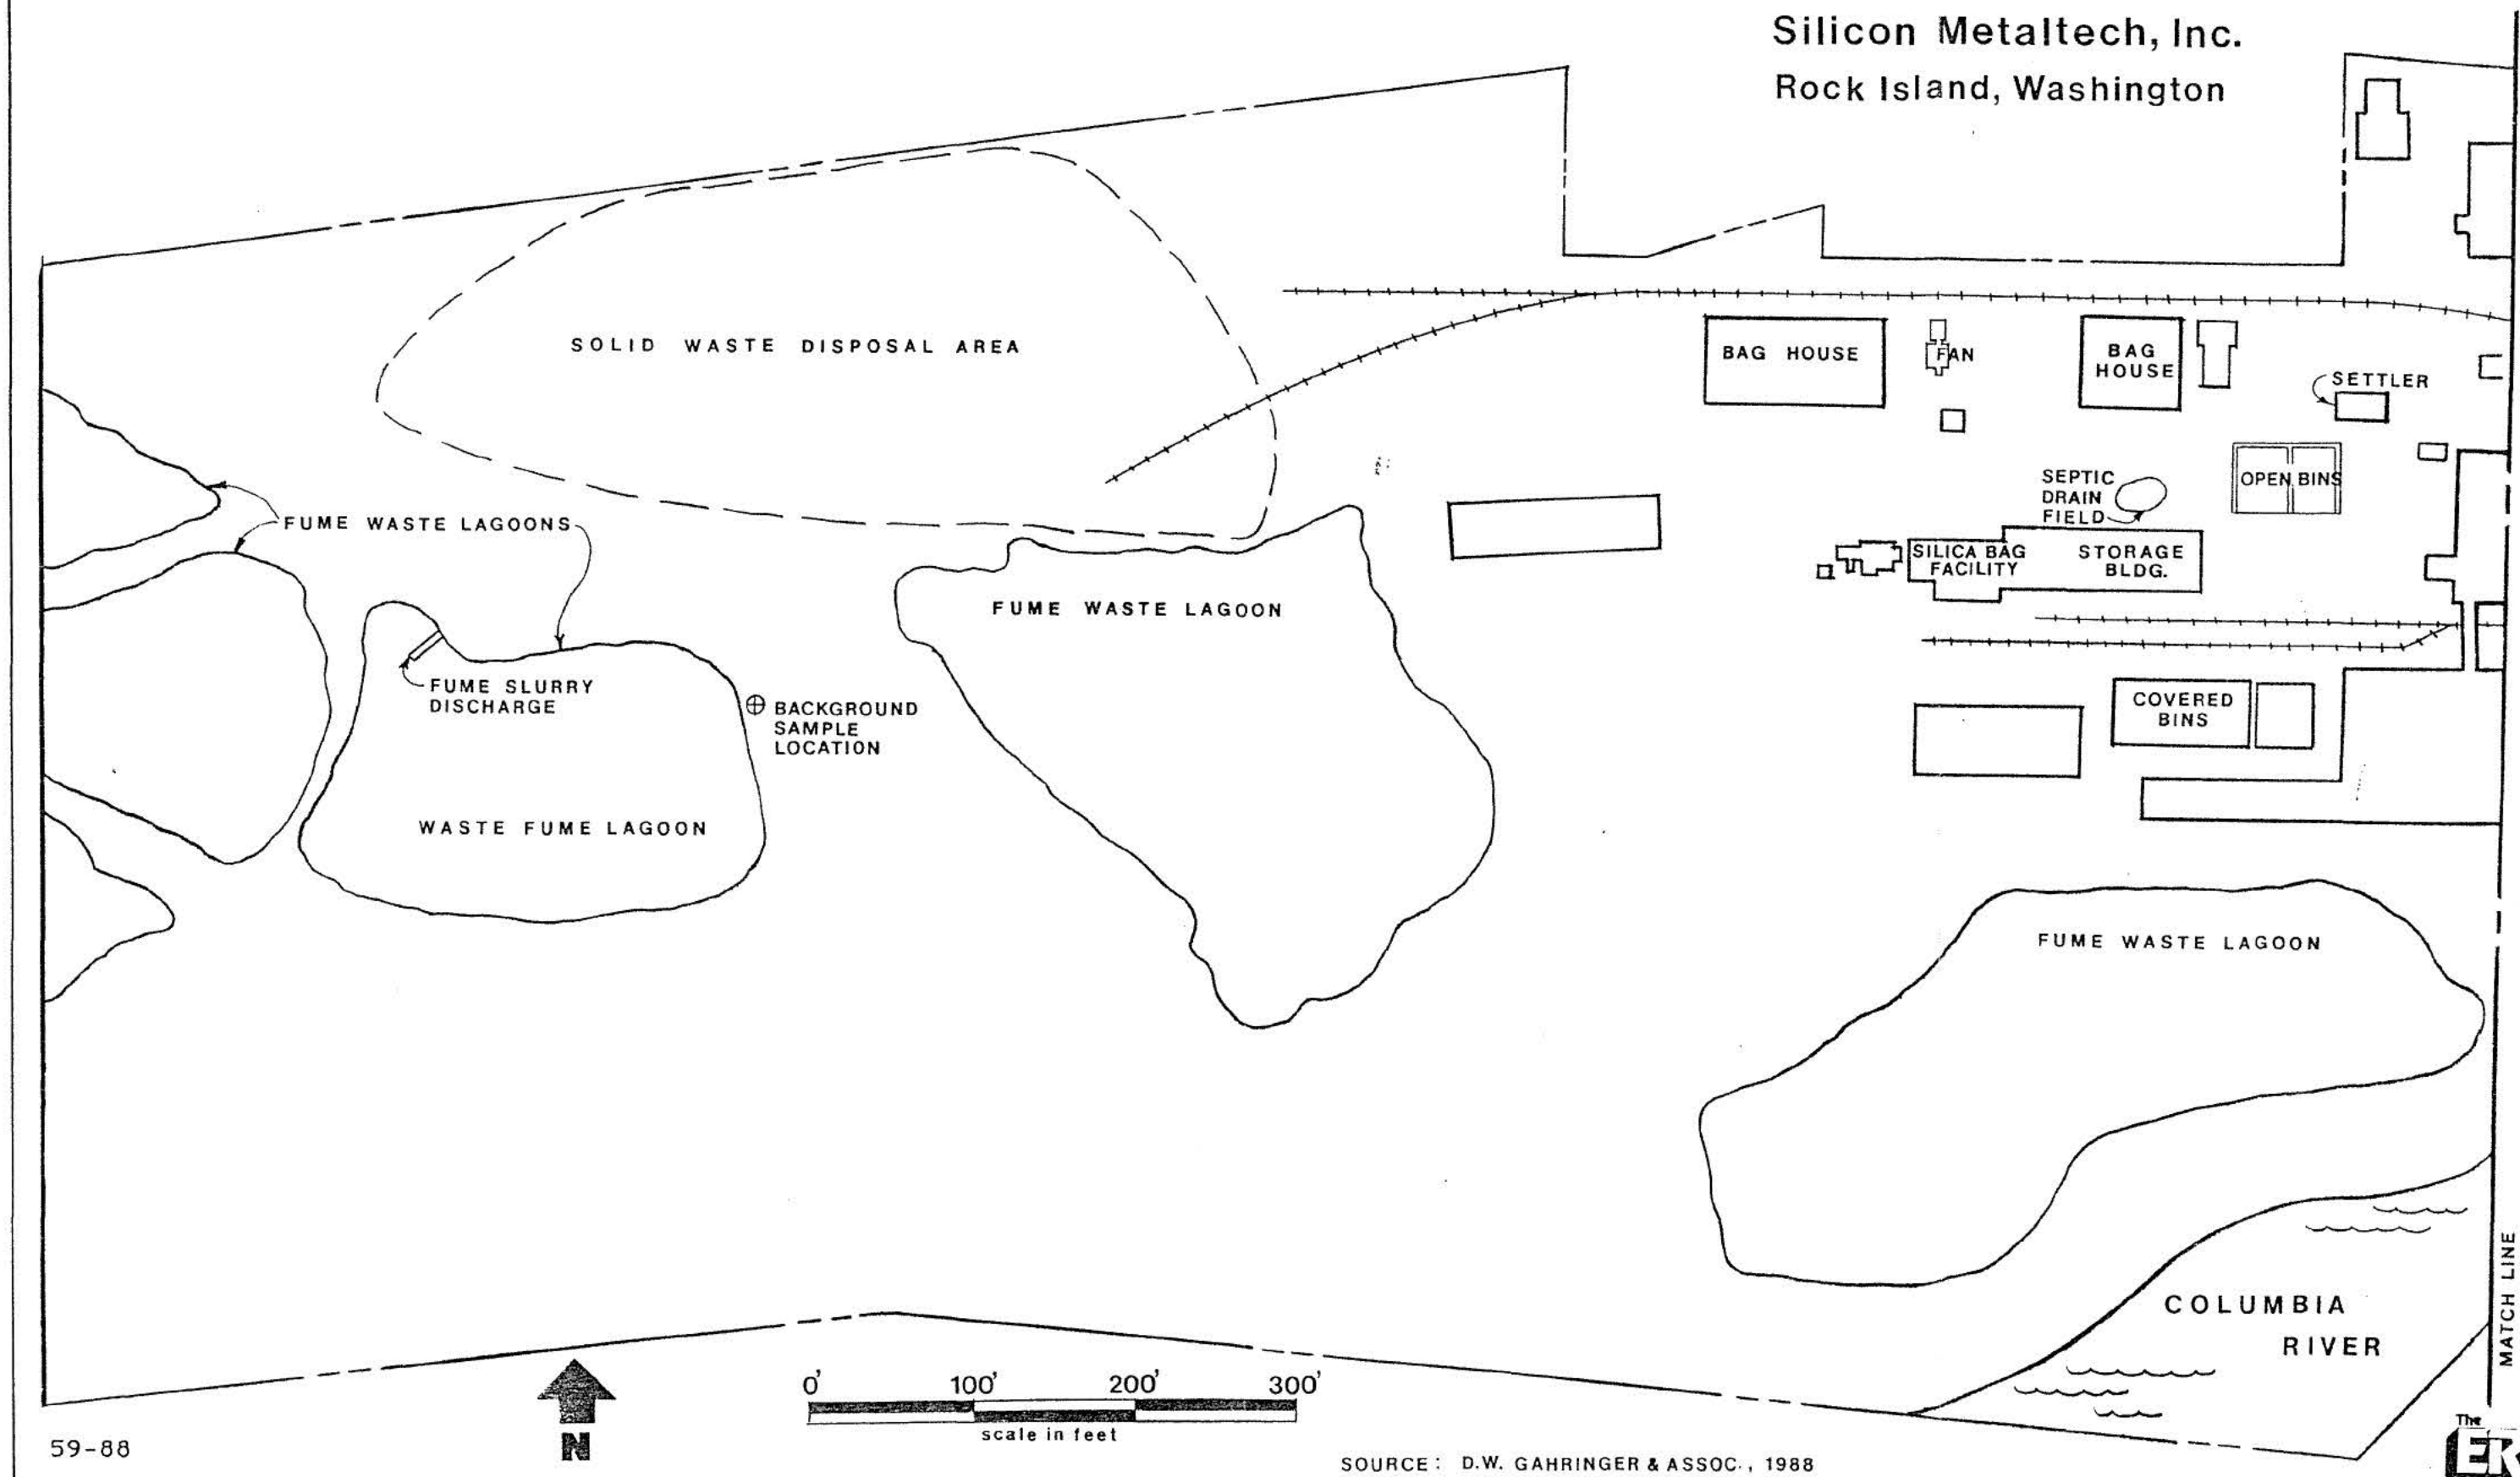 Silicon Metaltech, Inc.
Rock Island, Washington
SOLID WASTE DISPOSAL AREA
BAG HOUSE
FAN
BAG
HOUSE
SETTLER
OPEN BINS
SEPTIC
DRAIN
FIELD
FUME WASTE LAGOONS
SILICA BAG
FACILITY
STORAGE
BLDG.
FUME WASTE LAGOON
FUME SLURRY
DISCHARGE
BACKGROUND
SAMPLE
LOCATION
COVERED
BINS
WASTE FUME LAGOON
FUME WASTE LAGOON
COLUMBIA
RIVER
MATCH LINE
0' 100' 200' 300'
scale in feet
N
59-88
SOURCE: D.W. GAHRINGER & ASSOC., 1988
The